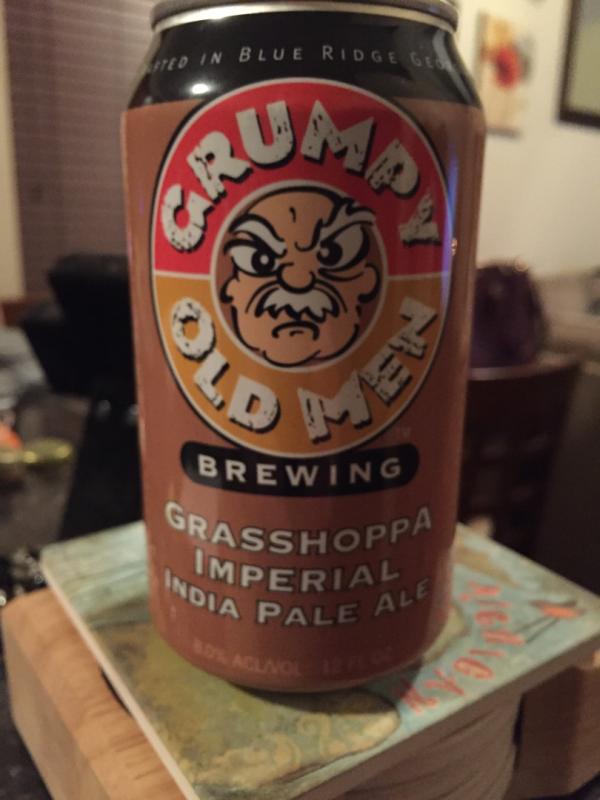 IN BLUE RIDGE
GRUMPY
OLD MEN
BREWING
GRASSHOPPA
IMPERIAL
INDIA PALE ALE
8.0% ALC/VOL 12 FL OZ
MICHIGAN